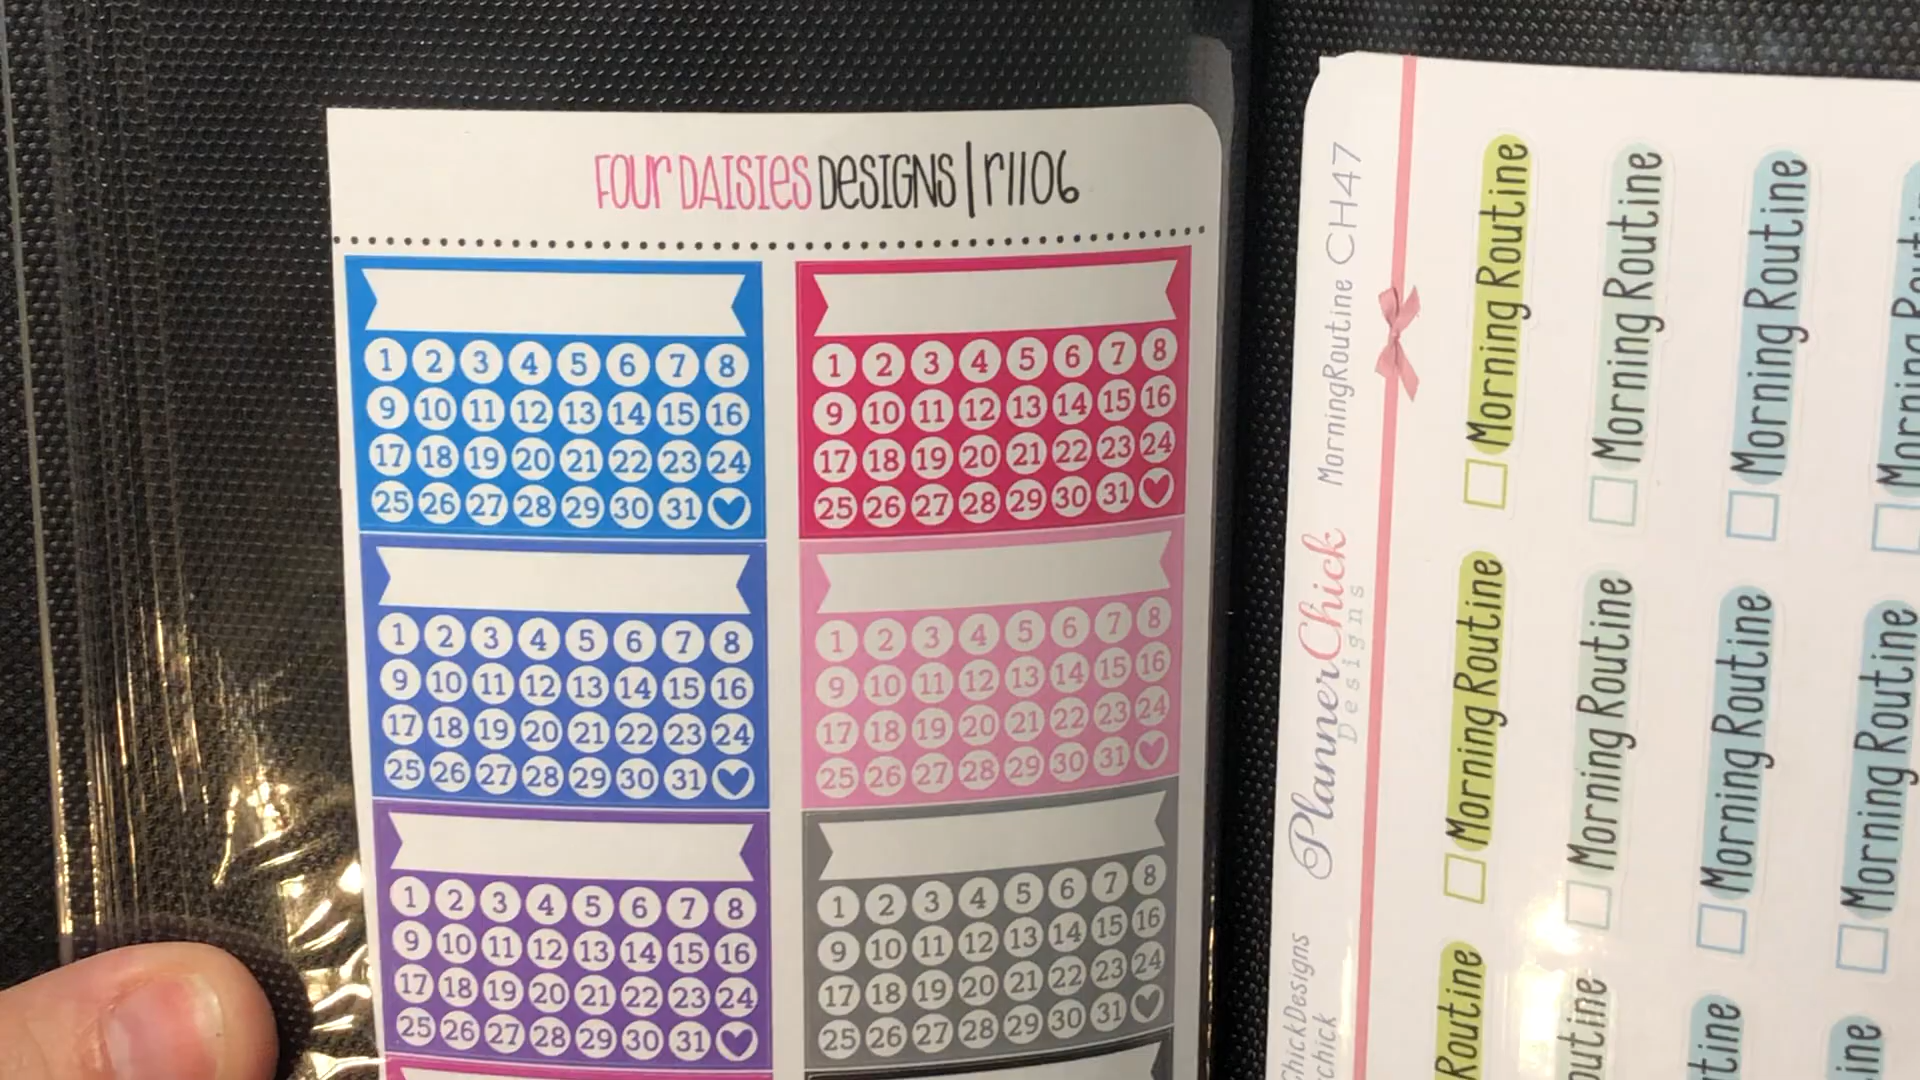 FOUR DAISIES DESIGNS | r1106
1 2 3 4 5 6 7 8
9 10 11 12 13 14 15 16
17 18 19 20 21 22 23 24
25 26 27 28 29 30 31
1 2 3 4 5 6 7 8
9 10 11 12 13 14 15 16
17 18 19 20 21 22 23 24
25 26 27 28 29 30 31
1 2 3 4 5 6 7 8
9 10 11 12 13 14 15 16
17 18 19 20 21 22 23 24
25 26 27 28 29 30 31
1 2 3 4 5 6 7 8
9 10 11 12 13 14 15 16
17 18 19 20 21 22 23 24
25 26 27 28 29 30 31
1 2 3 4 5 6 7 8
9 10 11 12 13 14 15 16
17 18 19 20 21 22 23 24
25 26 27 28 29 30 31
1 2 3 4 5 6 7 8
9 10 11 12 13 14 15 16
17 18 19 20 21 22 23 24
25 26 27 28 29 30 31
MorningRoutine CH47
PlannerChick
Designs
Morning Routine
Morning Routine
Morning Routine
Morning Routine
Morning Routine
Morning Routine
Morning Routine
Routine